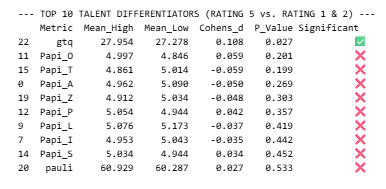 --- TOP 10 TALENT DIFFERENTIATORS (RATING 5 vs. RATING 1 & 2) ---
Metric Mean_High Mean_Low Cohens_d P_Value Significant
22 gtq 27.954 27.278 0.108 0.027 ✅
11 Papi_O 4.997 4.846 0.059 0.201 ❌
15 Papi_T 4.861 5.014 -0.059 0.199 ❌
0 Papi_A 4.962 5.090 -0.050 0.269 ❌
19 Papi_Z 4.912 5.034 -0.048 0.303 ❌
12 Papi_P 5.054 4.944 0.042 0.357 ❌
9 Papi_L 5.076 5.173 -0.037 0.419 ❌
7 Papi_I 4.953 5.043 -0.035 0.442 ❌
14 Papi_S 5.034 4.944 0.034 0.452 ❌
20 pauli 60.929 60.287 0.027 0.533 ❌